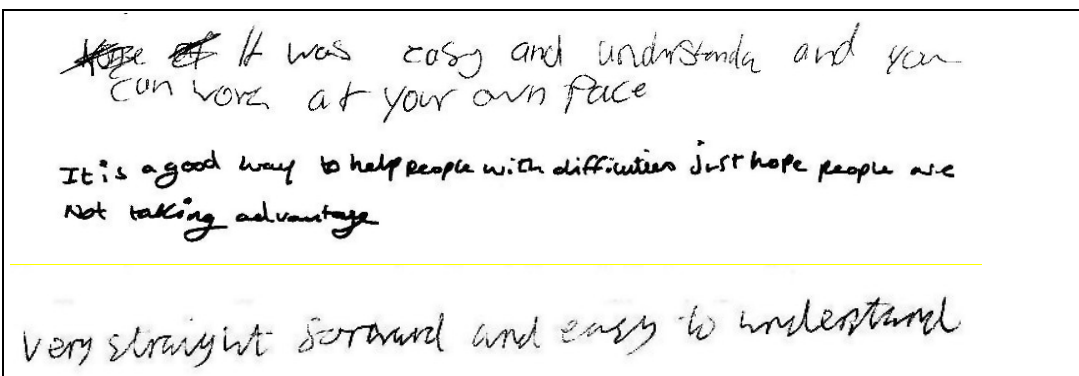 It was easy and understanda and you
can work at your own pace
It is a good way to help people with difficulties just hope people are
Not taking advantage
very straight forward and easy to understand